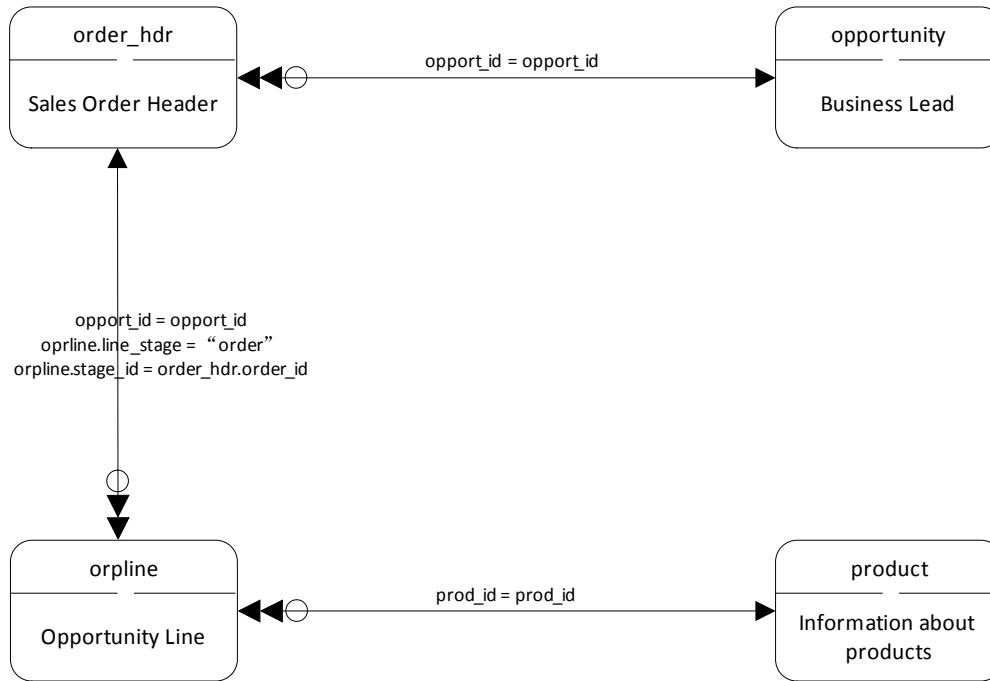 order_hdr
Sales Order Header
opport_id = opport_id
opportunity
Business Lead
opport_id = opport_id
oprline.line_stage = “order”
orpline.stage_id = order_hdr.order_id
orpline
Opportunity Line
prod_id = prod_id
product
Information about
products